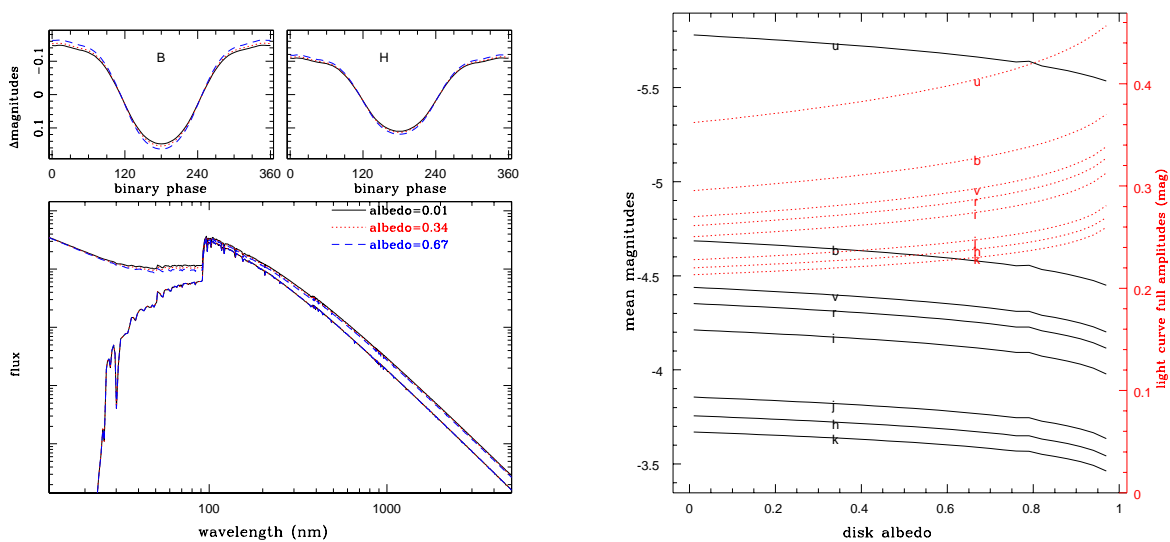 B
H
-0.1
0
0.1
Δmagnitudes
0 120 240 360
0 120 240 360
binary phase
binary phase
albedo=0.01
albedo=0.34
albedo=0.67
flux
100 1000
wavelength (nm)
-5.5
-5
-4.5
-4
-3.5
mean magnitudes
u
b
v
r
i
j
h
k
u
b
v
r
i
j
h
k
0.4
0.3
0.2
0.1
0
light curve full amplitudes (mag)
0 0.2 0.4 0.6 0.8 1
disk albedo